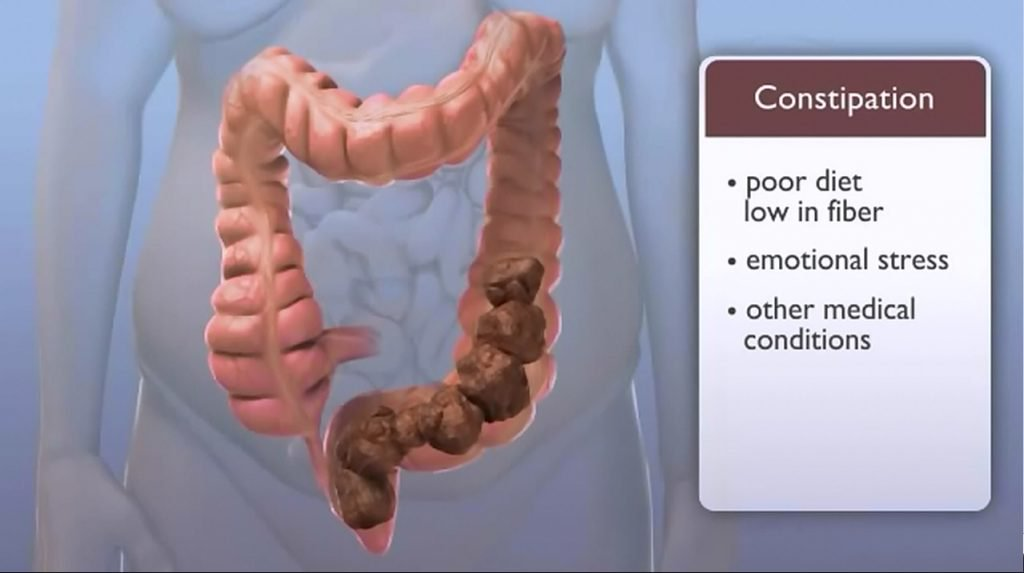 Constipation
• poor diet
low in fiber
• emotional stress
• other medical
conditions